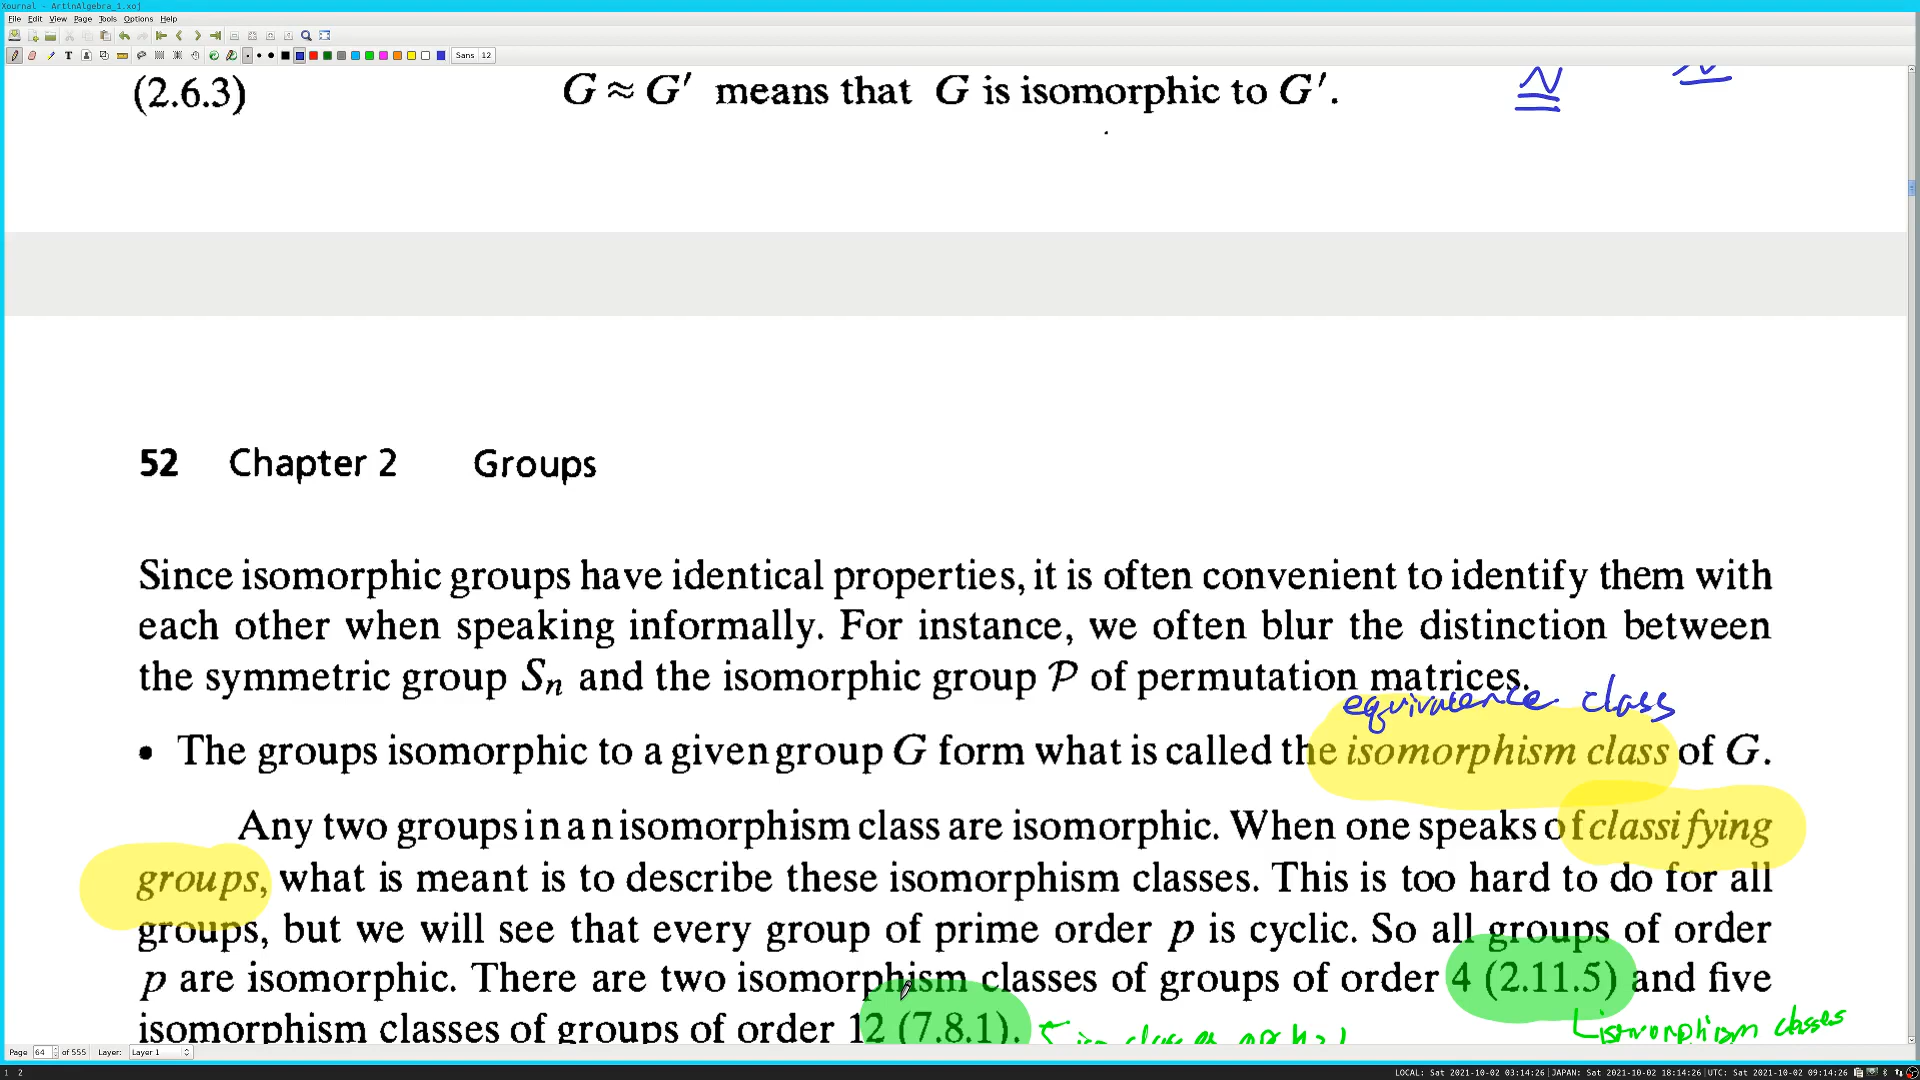 Xournal - ArtinAlgebra_1.xoj
File Edit View Page Tools Options Help
Sans 12
(2.6.3) G ≈ G′ means that G is isomorphic to G′.
≅
52 Chapter 2 Groups
Since isomorphic groups have identical properties, it is often convenient to identify them with
each other when speaking informally. For instance, we often blur the distinction between
the symmetric group Sₙ and the isomorphic group 𝒫 of permutation matrices.
equivalence class
• The groups isomorphic to a given group G form what is called the isomorphism class of G.
Any two groups in an isomorphism class are isomorphic. When one speaks of classifying
groups, what is meant is to describe these isomorphism classes. This is too hard to do for all
groups, but we will see that every group of prime order p is cyclic. So all groups of order
p are isomorphic. There are two isomorphism classes of groups of order 4 (2.11.5) and five
isomorphism classes of groups of order 12 (7.8.1).
isomorphism classes
Page 64 of 555 Layer: Layer 1
1 2
LOCAL: Sat 2021-10-02 03:14:26 | JAPAN: Sat 2021-10-02 18:14:26 | UTC: Sat 2021-10-02 09:14:26